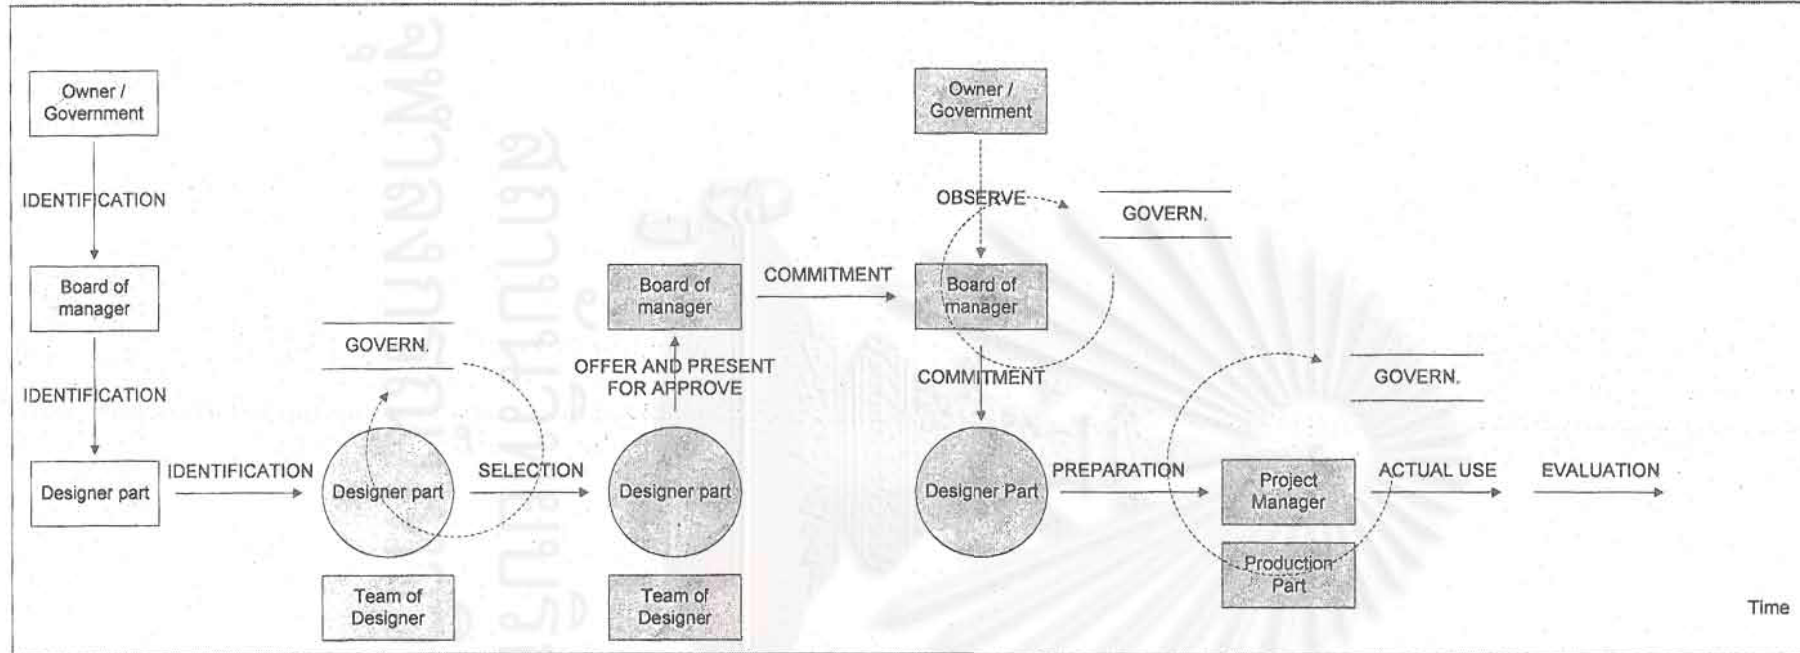 Owner /
Government
IDENTIFICATION
Board of
manager
IDENTIFICATION
Designer part
IDENTIFICATION
GOVERN.
Designer part
Team of
Designer
SELECTION
Board of
manager
OFFER AND PRESENT
FOR APPROVE
Designer part
Team of
Designer
COMMITMENT
Owner /
Government
OBSERVE
GOVERN.
Board of
manager
COMMITMENT
Designer Part
PREPARATION
GOVERN.
Project
Manager
Production
Part
ACTUAL USE
EVALUATION
Time